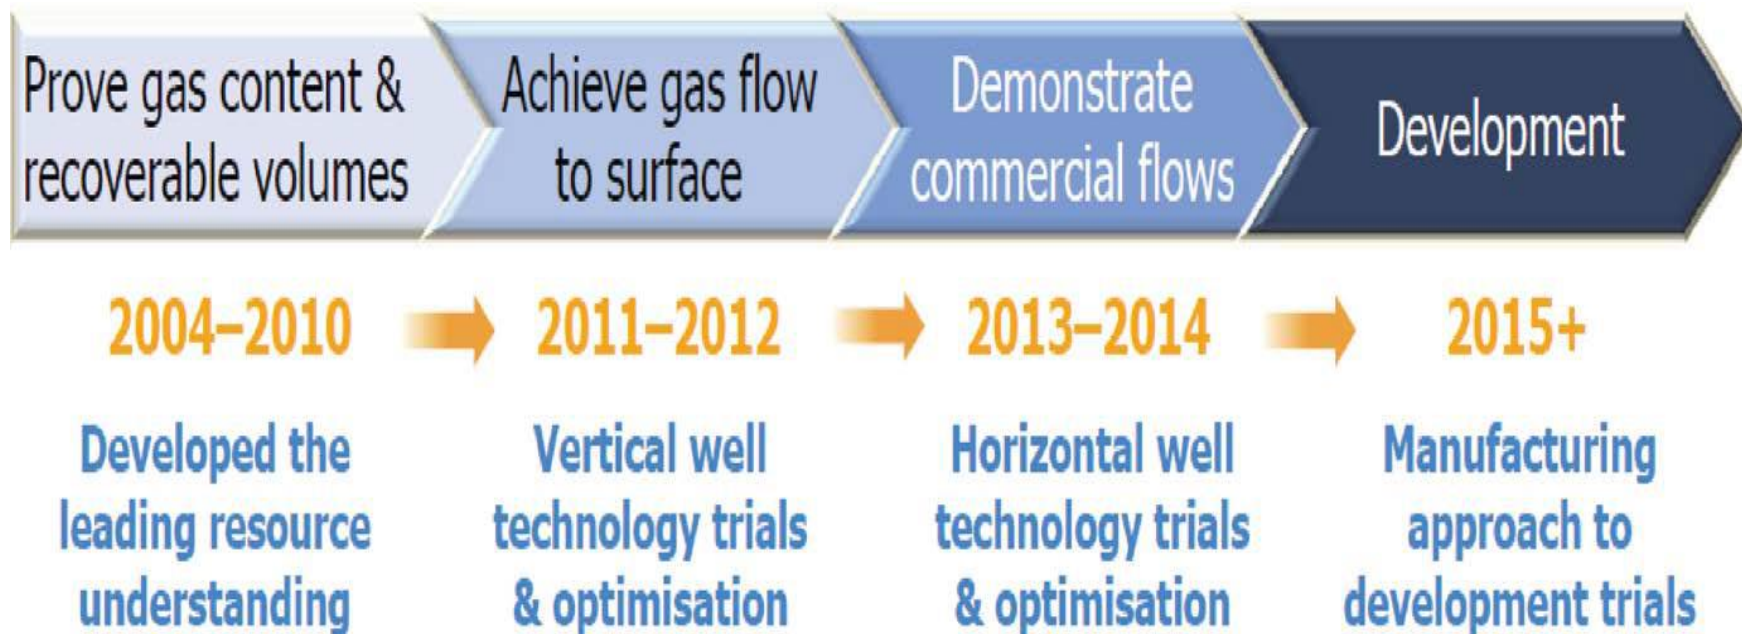 Prove gas content &
recoverable volumes
Achieve gas flow
to surface
Demonstrate
commercial flows
Development
2004–2010
2011–2012
2013–2014
2015+
Developed the
leading resource
understanding
Vertical well
technology trials
& optimisation
Horizontal well
technology trials
& optimisation
Manufacturing
approach to
development trials